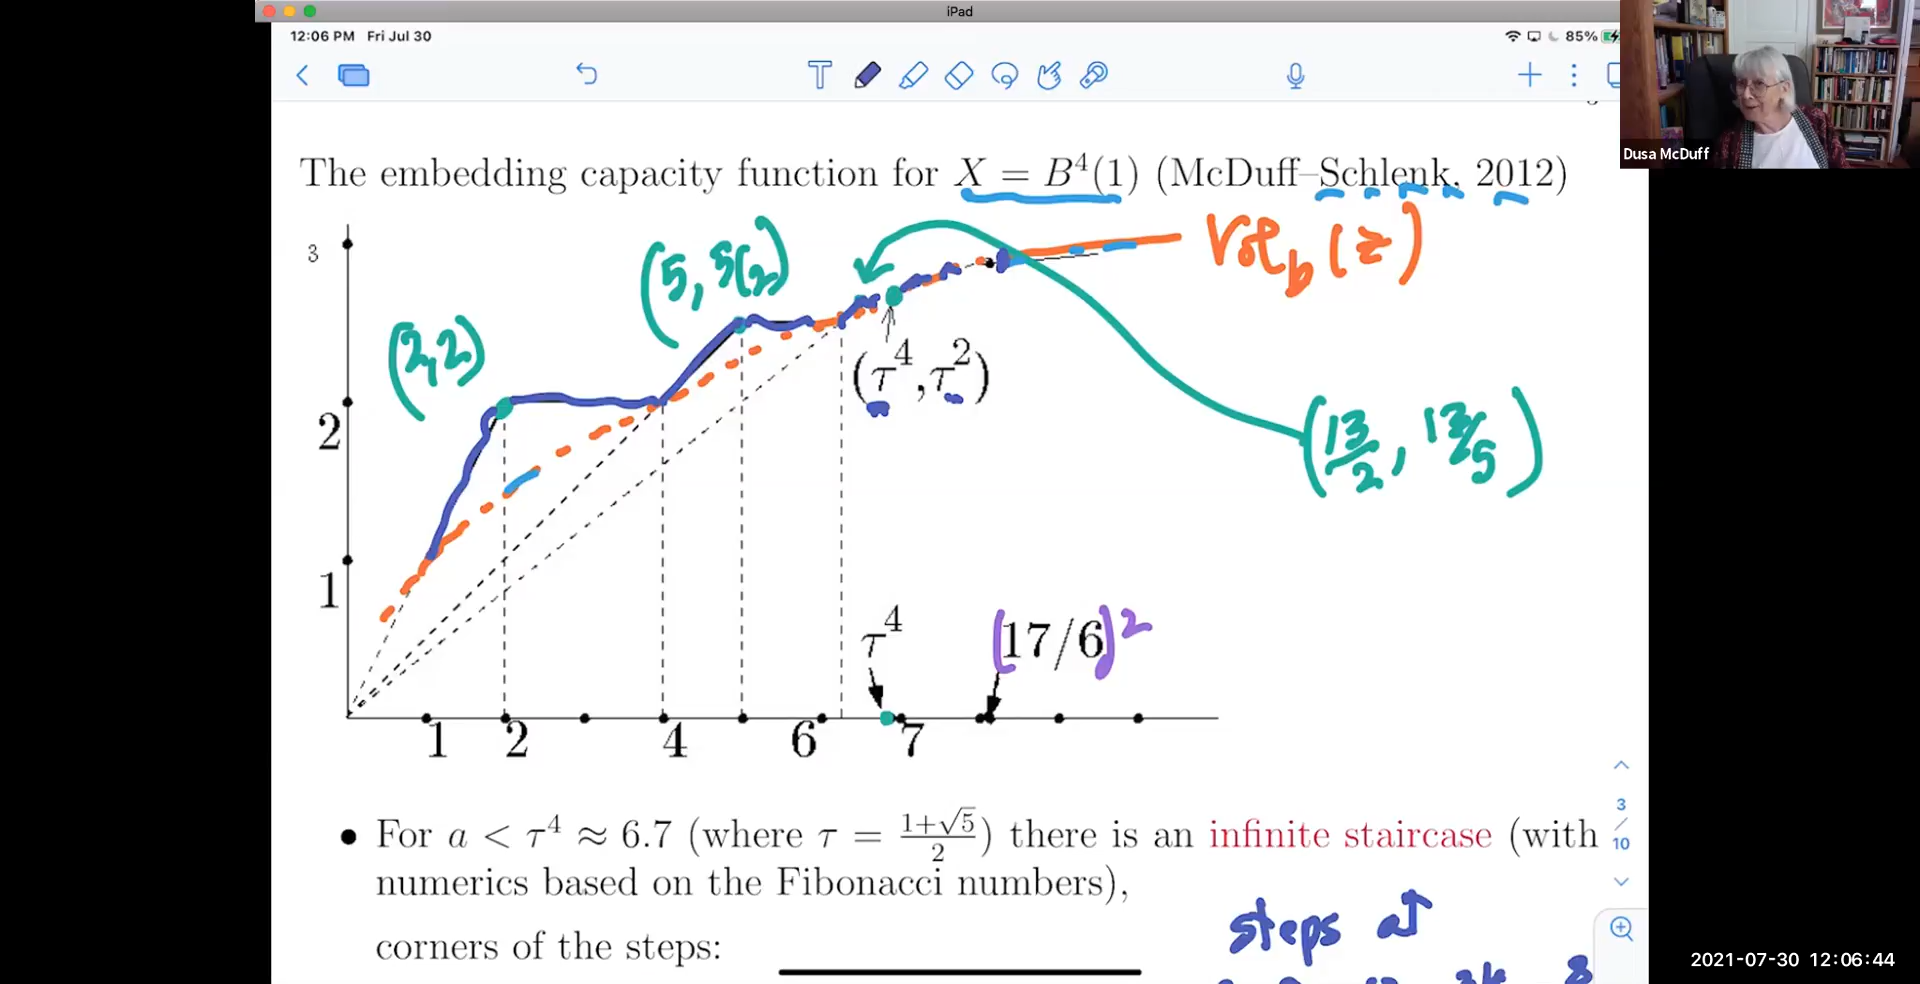 iPad
12:06 PM Fri Jul 30
85%
Dusa McDuff
The embedding capacity function for X = B⁴(1) (McDuff–Schlenk, 2012)
3
(5, 5/2)
Vol_b(z)
(2,2)
(τ⁴,τ²)
2
(13/2, 13/5)
1
τ⁴
(17/6)²
1 2 4 6 7
3
/
10
• For a < τ⁴ ≈ 6.7 (where τ = (1+√5)/2) there is an infinite staircase (with
numerics based on the Fibonacci numbers),
steps at
corners of the steps:
2021-07-30 12:06:44